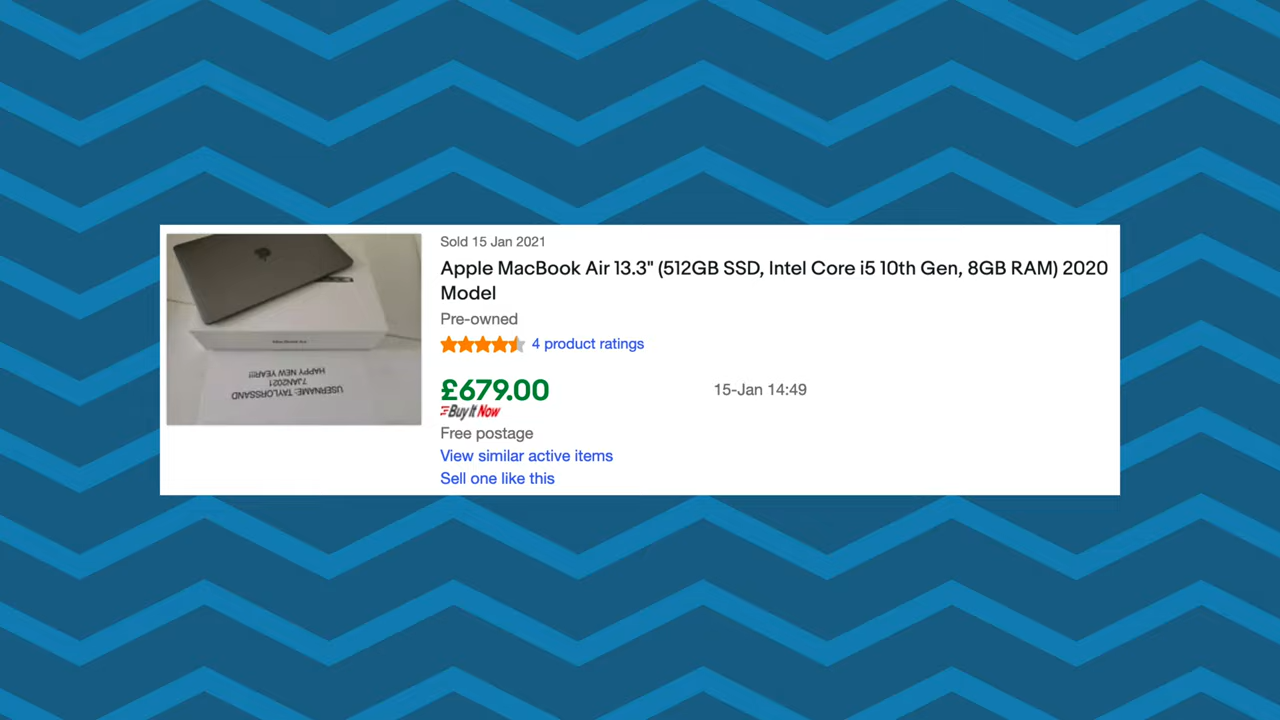 Sold 15 Jan 2021
Apple MacBook Air 13.3" (512GB SSD, Intel Core i5 10th Gen, 8GB RAM) 2020
Model
Pre-owned
4 product ratings
£679.00
15-Jan 14:49
Buy It Now
Free postage
View similar active items
Sell one like this
MacBook Air
USERNAME: TAYLORSSAND
7JAN2021
HAPPY NEW YEAR!!!